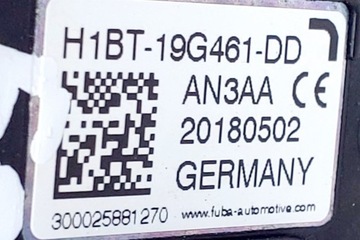 H1BT-19G461-DD
AN3AA CE
20180502
GERMANY
300025881270 www.fuba-automotive.com